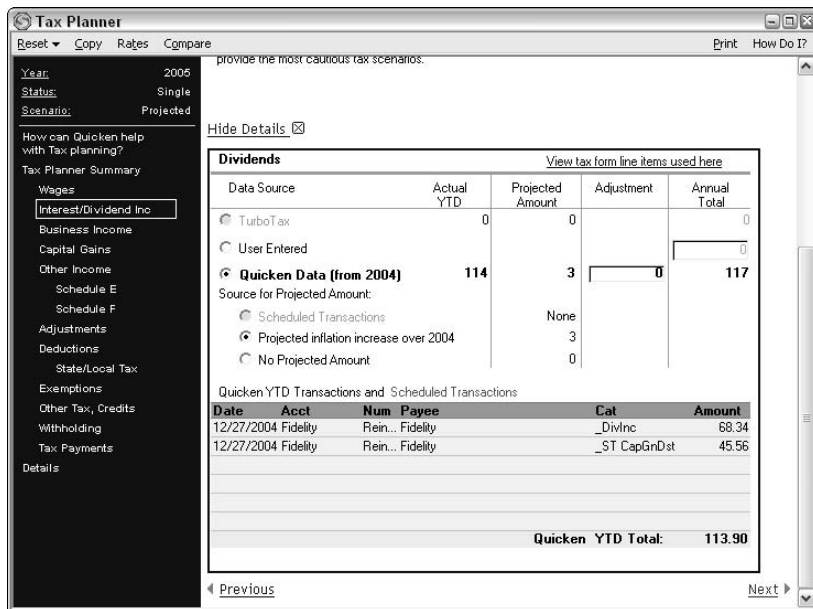 Tax Planner
Reset Copy Rates Compare Print How Do I?
Year: 2005
Status: Single
Scenario: Projected
How can Quicken help
with Tax planning?
Tax Planner Summary
Wages
Interest/Dividend Inc
Business Income
Capital Gains
Other Income
Schedule E
Schedule F
Adjustments
Deductions
State/Local Tax
Exemptions
Other Tax, Credits
Withholding
Tax Payments
Details
provide the most cautious tax scenarios.
Hide Details
Dividends View tax form line items used here
Data Source Actual YTD Projected Amount Adjustment Annual Total
TurboTax 0 0 0
User Entered 0
Quicken Data (from 2004) 114 3 0 117
Source for Projected Amount:
Scheduled Transactions None
Projected inflation increase over 2004 3
No Projected Amount 0
Quicken YTD Transactions and Scheduled Transactions
Date Acct Num Payee Cat Amount
12/27/2004 Fidelity Rein... Fidelity _DivInc 68.34
12/27/2004 Fidelity Rein... Fidelity _ST CapGnDst 45.56
Quicken YTD Total: 113.90
Previous Next